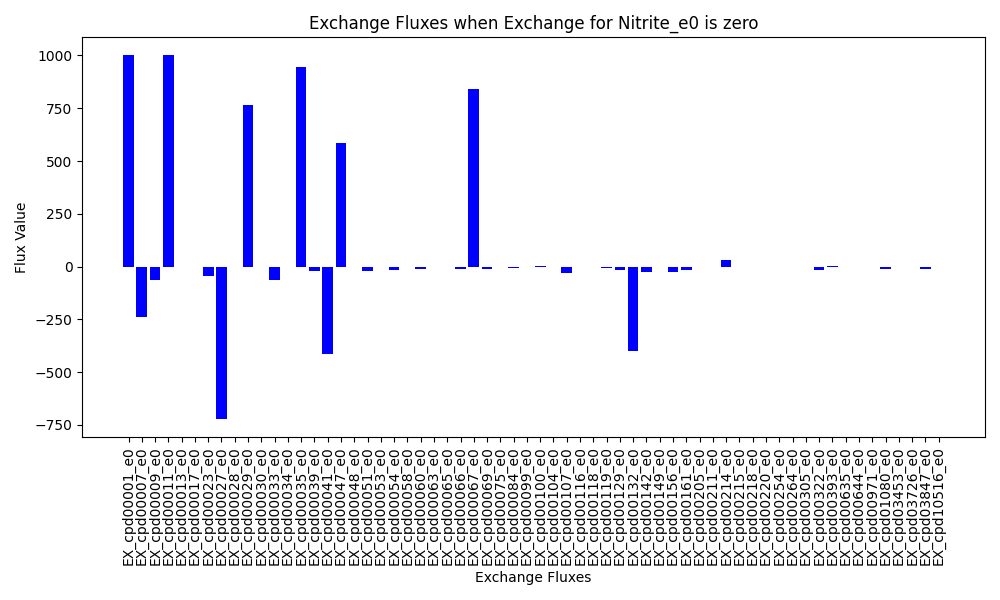 Exchange Fluxes when Exchange for Nitrite_e0 is zero
Flux Value
1000
750
500
250
0
−250
−500
−750
EX_cpd00001_e0
EX_cpd00007_e0
EX_cpd00009_e0
EX_cpd00011_e0
EX_cpd00013_e0
EX_cpd00017_e0
EX_cpd00023_e0
EX_cpd00027_e0
EX_cpd00028_e0
EX_cpd00029_e0
EX_cpd00030_e0
EX_cpd00033_e0
EX_cpd00034_e0
EX_cpd00035_e0
EX_cpd00039_e0
EX_cpd00041_e0
EX_cpd00047_e0
EX_cpd00048_e0
EX_cpd00051_e0
EX_cpd00053_e0
EX_cpd00054_e0
EX_cpd00058_e0
EX_cpd00060_e0
EX_cpd00063_e0
EX_cpd00065_e0
EX_cpd00066_e0
EX_cpd00067_e0
EX_cpd00069_e0
EX_cpd00075_e0
EX_cpd00084_e0
EX_cpd00099_e0
EX_cpd00100_e0
EX_cpd00104_e0
EX_cpd00107_e0
EX_cpd00116_e0
EX_cpd00118_e0
EX_cpd00119_e0
EX_cpd00129_e0
EX_cpd00132_e0
EX_cpd00142_e0
EX_cpd00149_e0
EX_cpd00156_e0
EX_cpd00161_e0
EX_cpd00205_e0
EX_cpd00211_e0
EX_cpd00214_e0
EX_cpd00215_e0
EX_cpd00218_e0
EX_cpd00220_e0
EX_cpd00254_e0
EX_cpd00264_e0
EX_cpd00305_e0
EX_cpd00322_e0
EX_cpd00393_e0
EX_cpd00635_e0
EX_cpd00644_e0
EX_cpd00971_e0
EX_cpd01080_e0
EX_cpd03453_e0
EX_cpd03726_e0
EX_cpd03847_e0
EX_cpd10516_e0
Exchange Fluxes